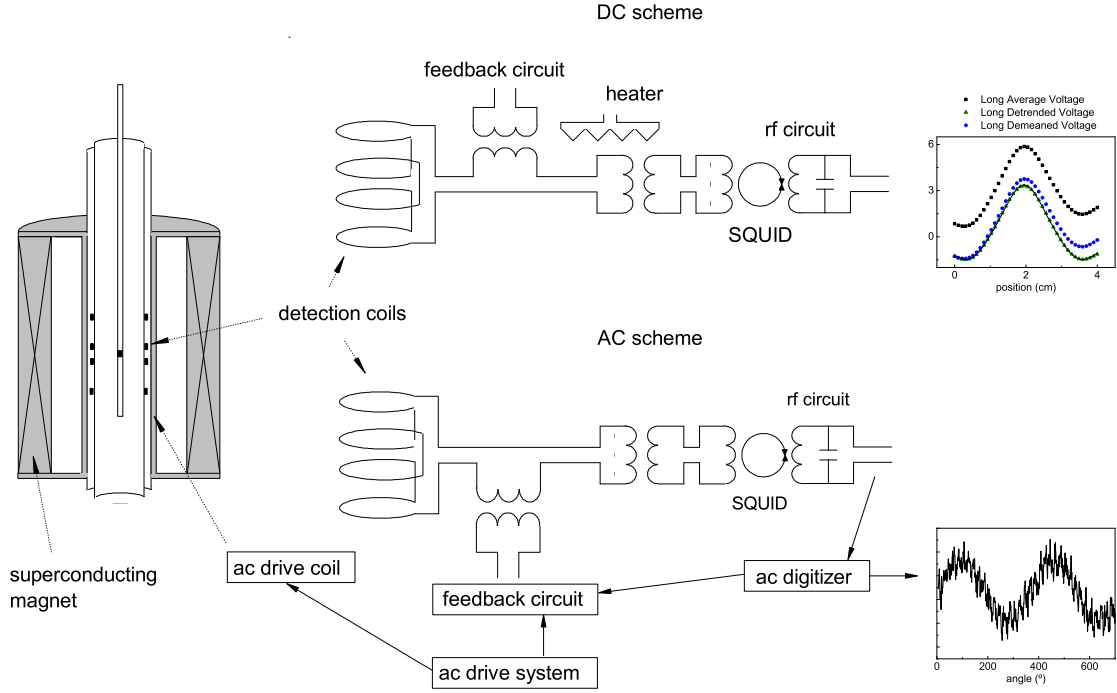 DC scheme
feedback circuit
heater
rf circuit
SQUID
Long Average Voltage
Long Detrended Voltage
Long Demeaned Voltage
6
3
0
0
2
4
position (cm)
detection coils
AC scheme
rf circuit
SQUID
superconducting
magnet
ac drive coil
feedback circuit
ac digitizer
ac drive system
0
200
400
600
angle (º)